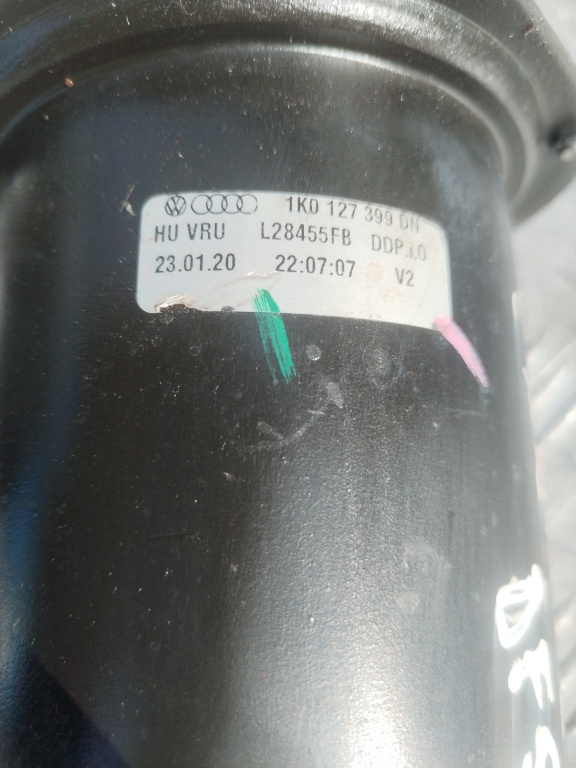 1K0 127 399 DN
HU VRU L28455FB DDP.i.O
23.01.20 22:07:07 V2